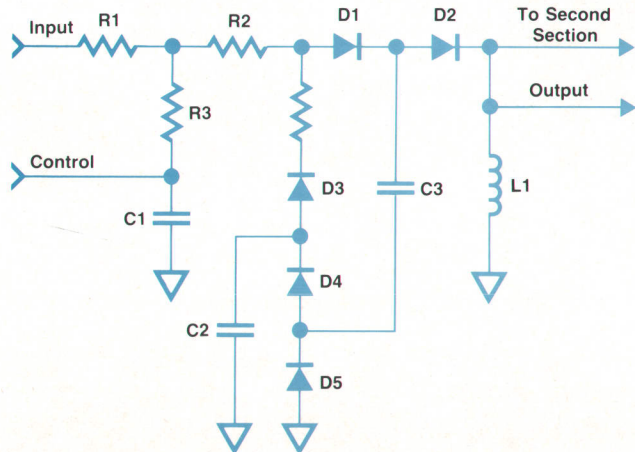 Input
R1
R2
D1
D2
To Second
Section
Output
R3
Control
C1
D3
C3
L1
D4
C2
D5